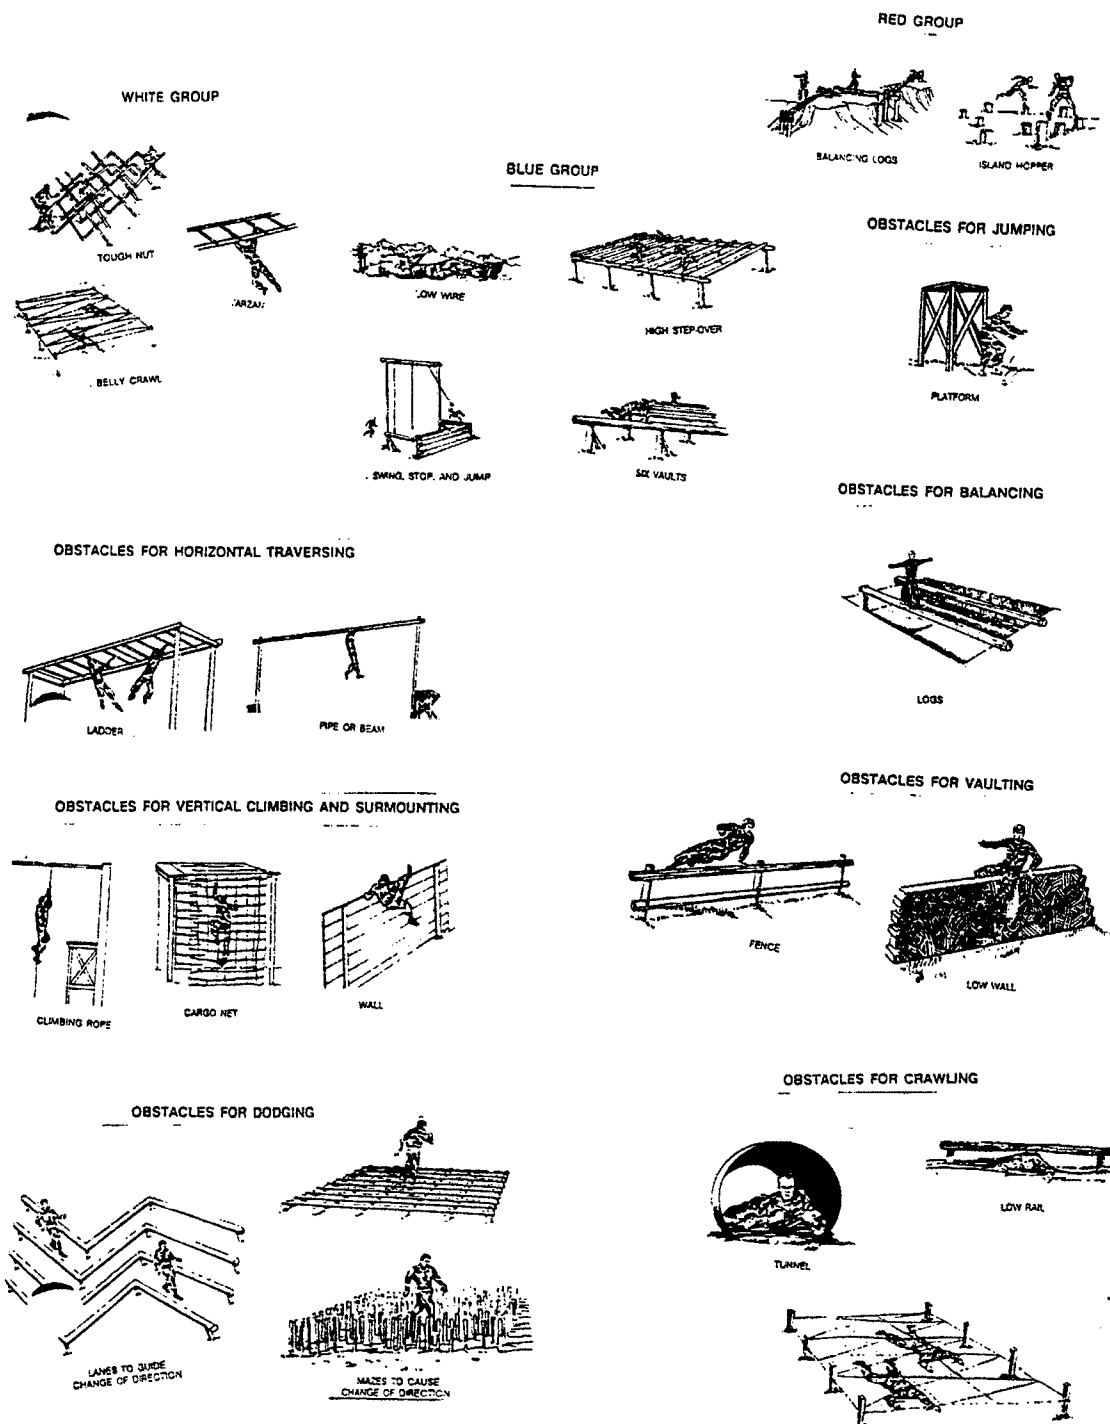 RED GROUP
BALANCING LOGS
ISLAND HOPPER
WHITE GROUP
TOUGH NUT
TARZAN
BELLY CRAWL
BLUE GROUP
LOW WIRE
HIGH STEP-OVER
SWING, STOP, AND JUMP
SIX VAULTS
OBSTACLES FOR JUMPING
PLATFORM
OBSTACLES FOR BALANCING
LOGS
OBSTACLES FOR HORIZONTAL TRAVERSING
LADDER
PIPE OR BEAM
OBSTACLES FOR VAULTING
FENCE
LOW WALL
OBSTACLES FOR VERTICAL CLIMBING AND SURMOUNTING
CLIMBING ROPE
CARGO NET
WALL
OBSTACLES FOR CRAWLING
TUNNEL
LOW RAIL
OBSTACLES FOR DODGING
LANES TO GUIDE
CHANGE OF DIRECTION
MAZES TO CAUSE
CHANGE OF DIRECTION